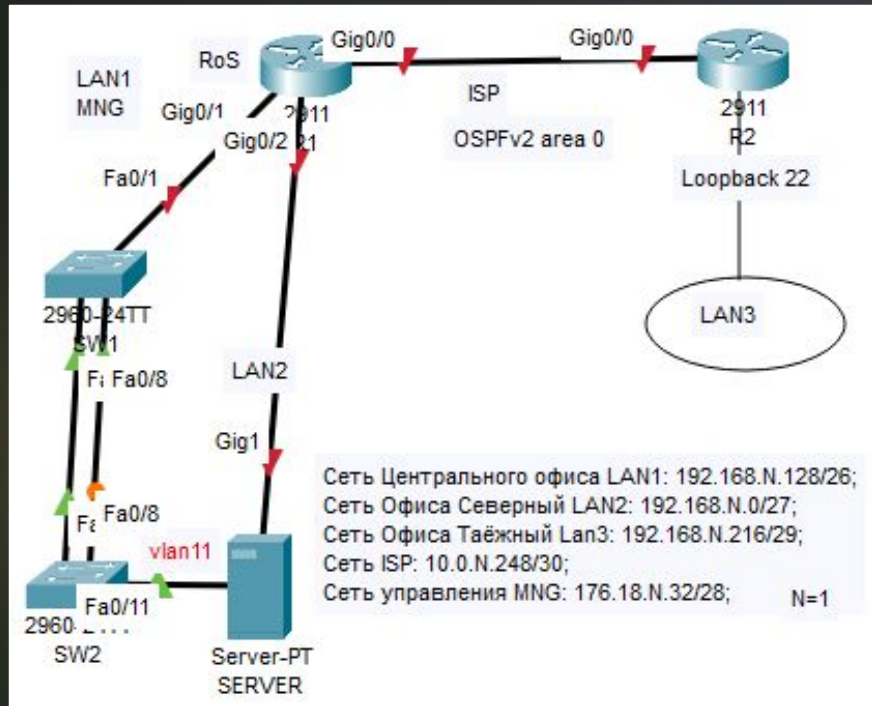 Gig0/0
Gig0/0
RoS
LAN1
MNG
ISP
2911
2911
Gig0/1
Gig0/2
R2
OSPFv2 area 0
Fa0/1
Loopback 22
2960-24TT
SW1
LAN3
Fa0/8
LAN2
Gig1
Сеть Центрального офиса LAN1: 192.168.N.128/26;
Сеть Офиса Северный LAN2: 192.168.N.0/27;
Сеть Офиса Таёжный Lan3: 192.168.N.216/29;
Сеть ISP: 10.0.N.248/30;
Сеть управления MNG: 176.18.N.32/28;
N=1
Fa0/8
vlan11
Fa0/11
SW2
Server-PT
SERVER